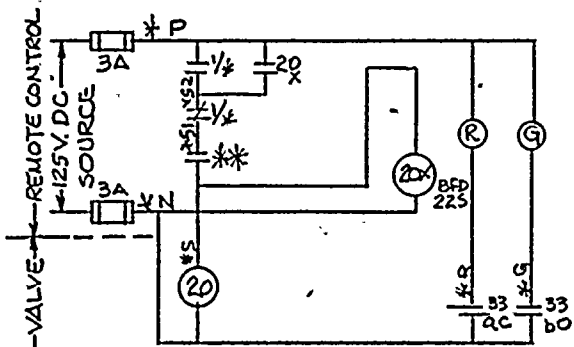 REMOTE CONTROL
125V. DC
SOURCE
VALVE
3A
* P
1/*
20
X
*S2
1/*
*S1
**
3A
*N
20X
BFD
22S
R
G
*S
20
*R
33
ac
*G
33
bo